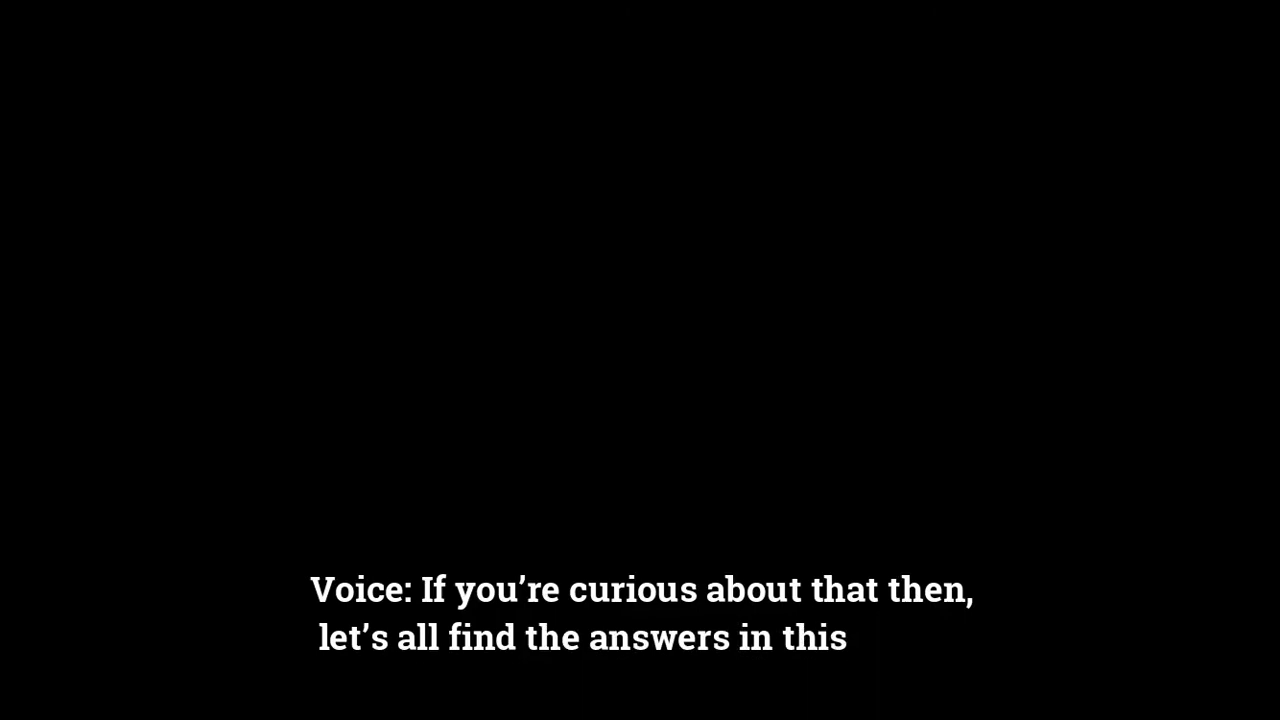 Voice: If you’re curious about that then,
let’s all find the answers in this